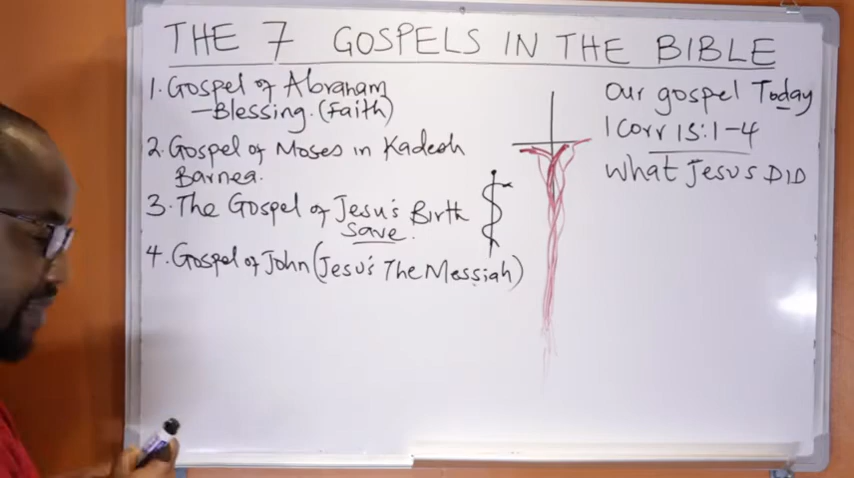 THE 7 GOSPELS IN THE BIBLE
1. Gospel of Abraham
– Blessing. (Faith)
2. Gospel of Moses in Kadesh
Barnea.
3. The Gospel of Jesu's Birth
Save.
4. Gospel of John (Jesu's The Messiah)
Our gospel Today
1 Corr 15:1-4
What Jesus DID